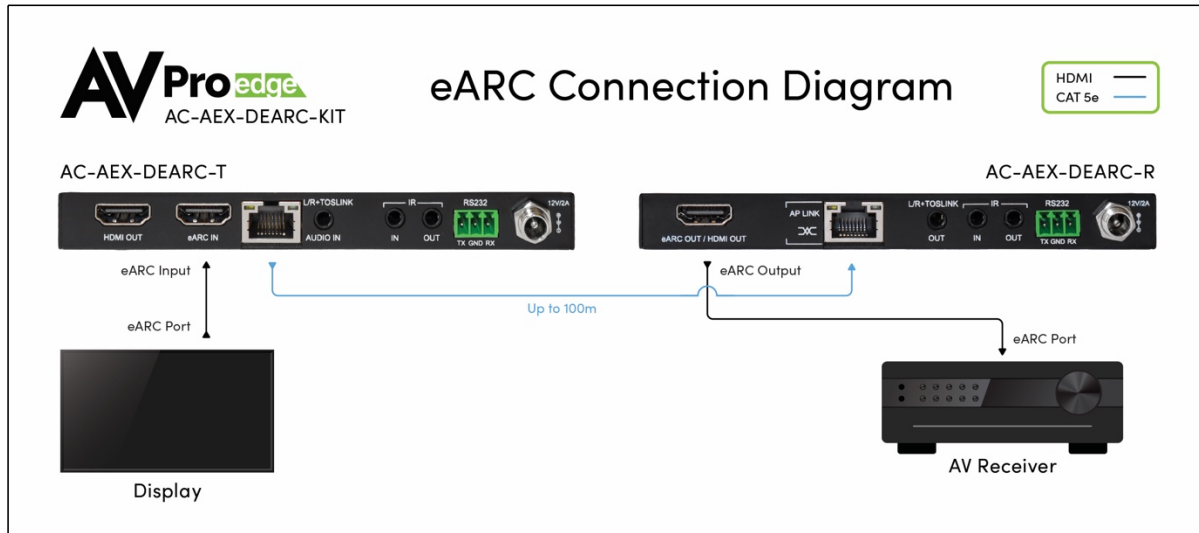 AVPro edge
AC-AEX-DEARC-KIT
eARC Connection Diagram
HDMI
CAT 5e
AC-AEX-DEARC-T
AC-AEX-DEARC-R
HDMI OUT
eARC IN
L/R+TOSLINK
AUDIO IN
IR
IN
OUT
RS232
TX GND RX
12V/2A
eARC OUT / HDMI OUT
AP LINK
L/R+TOSLINK
OUT
IR
IN
OUT
RS232
TX GND RX
12V/2A
eARC Input
eARC Output
Up to 100m
eARC Port
eARC Port
Display
AV Receiver